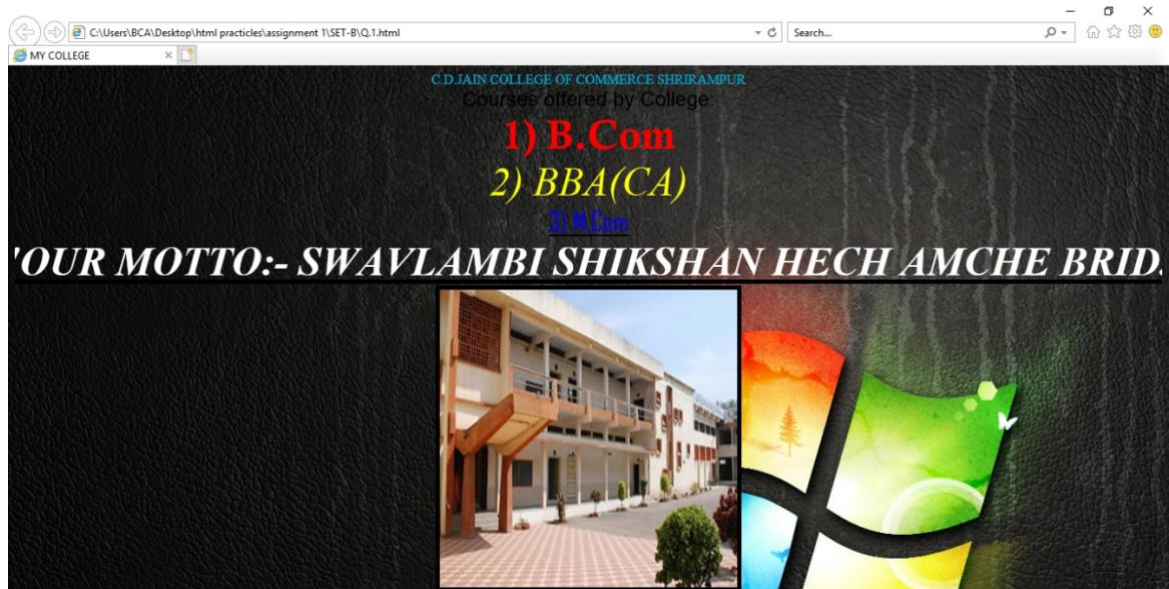 C:\Users\BCA\Desktop\html practicles\assignment 1\SET-B\Q.1.html
Search...
MY COLLEGE
C.D.JAIN COLLEGE OF COMMERCE SHRIRAMPUR
Courses offered by College:
1) B.Com
2) BBA(CA)
3) M.Com
'OUR MOTTO:- SWAVLAMBI SHIKSHAN HECH AMCHE BRID